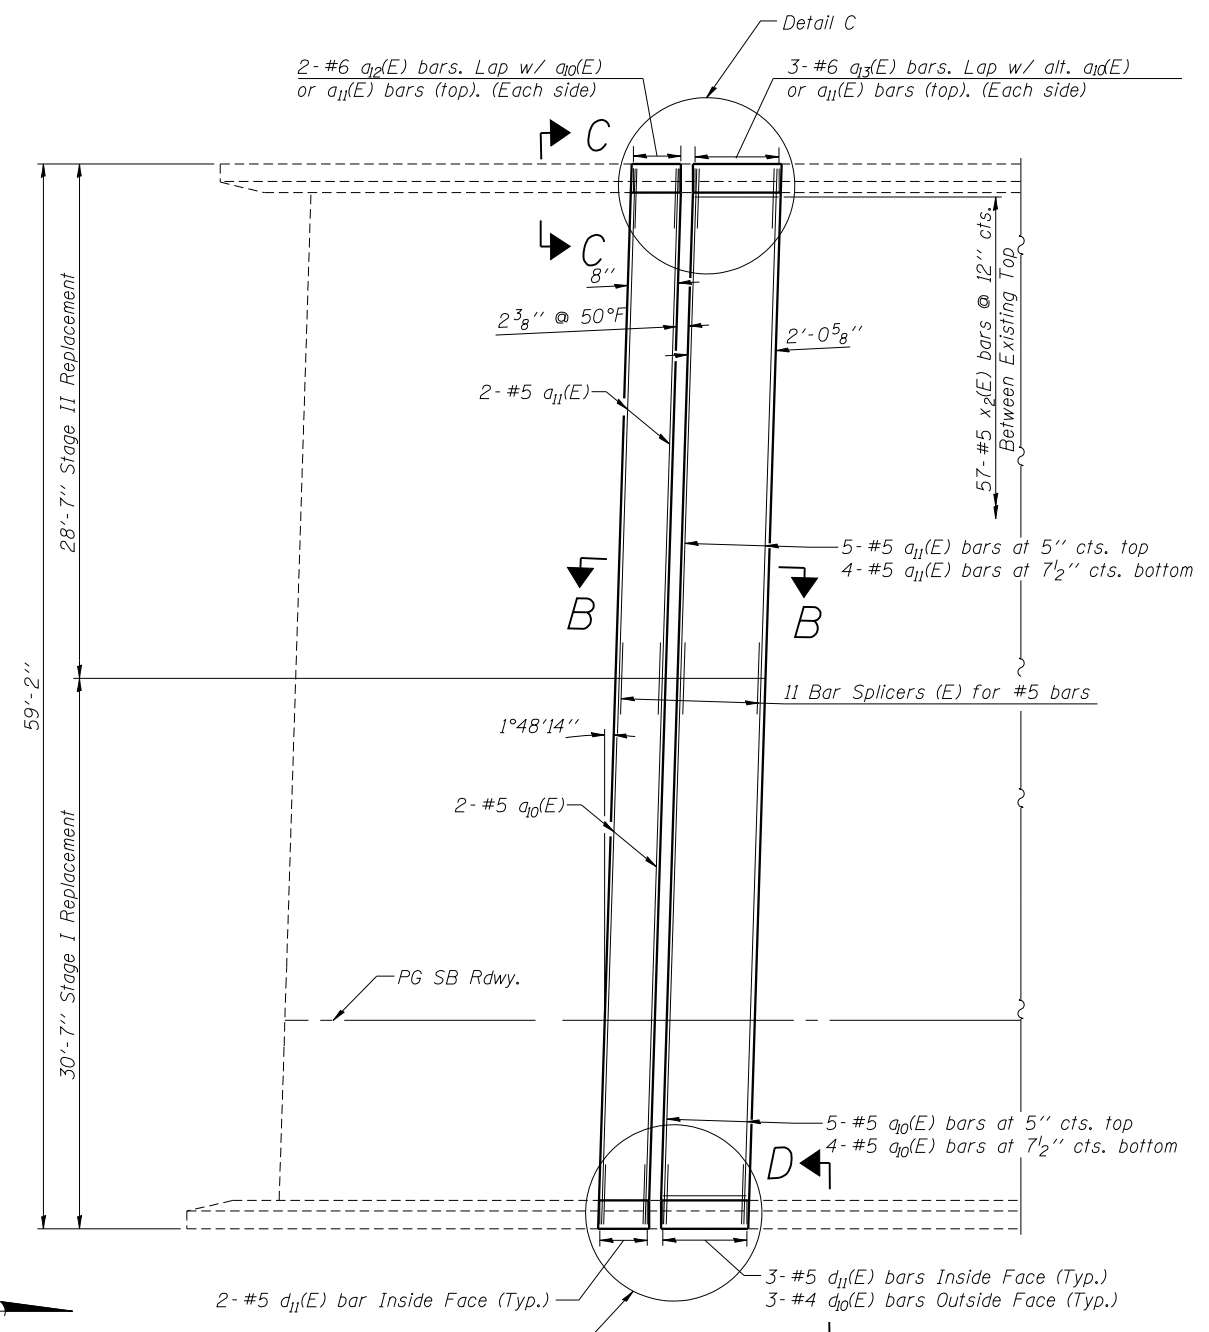 Detail C
2-#6 a12(E) bars. Lap w/ a10(E)
or a11(E) bars (top). (Each side)
3-#6 a13(E) bars. Lap w/ alt. a10(E)
or a11(E) bars (top). (Each side)
C
C
8''
2 3/8'' @ 50°F
2'-0 5/8''
57-#5 x2(E) bars @ 12'' cts.
Between Existing Top
28'-7'' Stage II Replacement
2-#5 a11(E)
5-#5 a11(E) bars at 5'' cts. top
4-#5 a11(E) bars at 7 1/2'' cts. bottom
B
B
59'-2''
11 Bar Splicers (E) for #5 bars
1°48'14''
2-#5 a10(E)
30'-7'' Stage I Replacement
PG SB Rdwy.
5-#5 a10(E) bars at 5'' cts. top
4-#5 a10(E) bars at 7 1/2'' cts. bottom
D
2-#5 d11(E) bar Inside Face (Typ.)
3-#5 d11(E) bars Inside Face (Typ.)
3-#4 d10(E) bars Outside Face (Typ.)